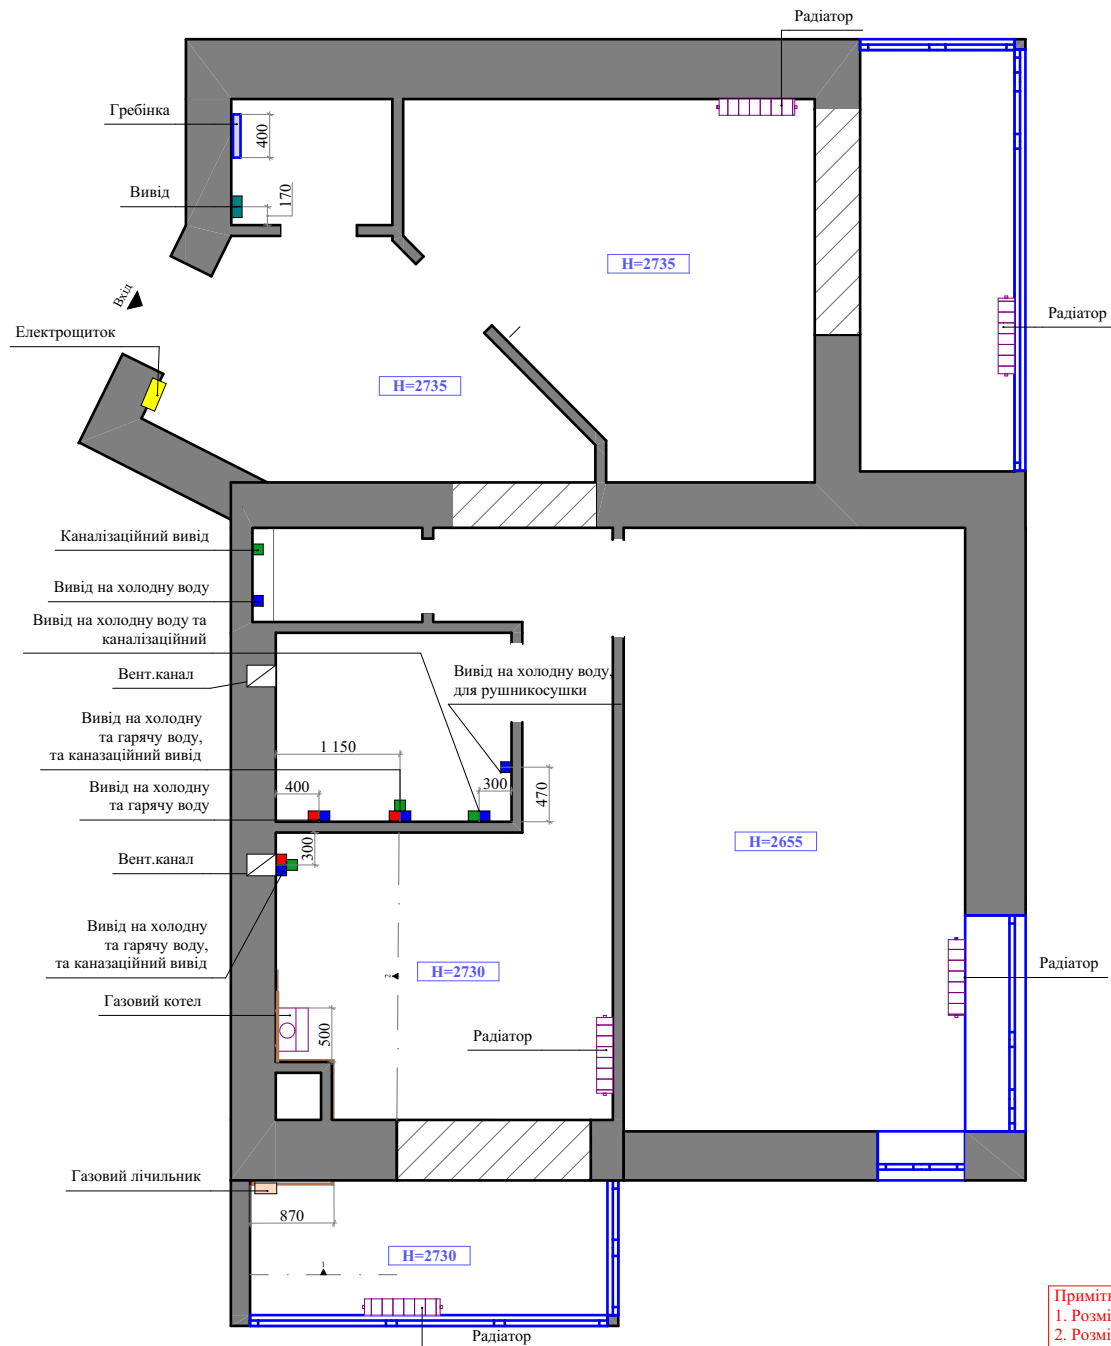 Радіатор
Гребінка
400
Вивід
170
H=2735
Вхід
Радіатор
Електрощиток
H=2735
Каналізаційний вивід
Вивід на холодну воду
Вивід на холодну воду та
каналізаційний
Вент.канал
Вивід на холодну воду,
для рушникосушки
Вивід на холодну
та гарячу воду,
та каназаційний вивід
1 150
Вивід на холодну
та гарячу воду
400
300
470
H=2655
Вент.канал
300
Вивід на холодну
та гарячу воду,
та каназаційний вивід
2
H=2730
Радіатор
Газовий котел
500
Радіатор
Газовий лічильник
870
H=2730
1
Радіатор
1. Розмі
2. Розмі